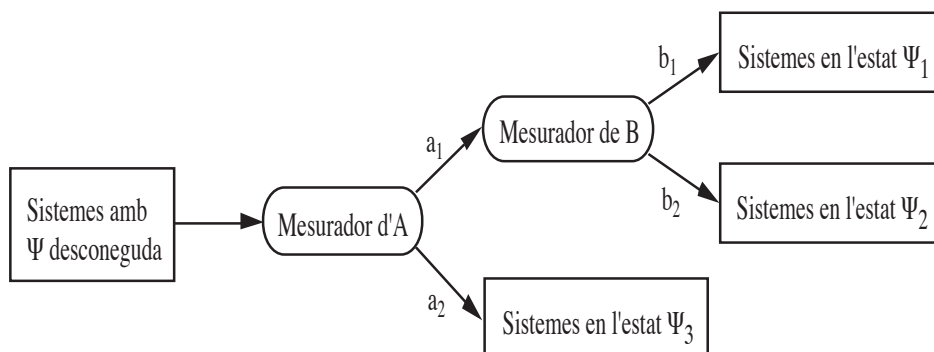 Sistemes amb
Ψ desconeguda
Mesurador d'A
a₁
a₂
Mesurador de B
b₁
b₂
Sistemes en l'estat Ψ₁
Sistemes en l'estat Ψ₂
Sistemes en l'estat Ψ₃